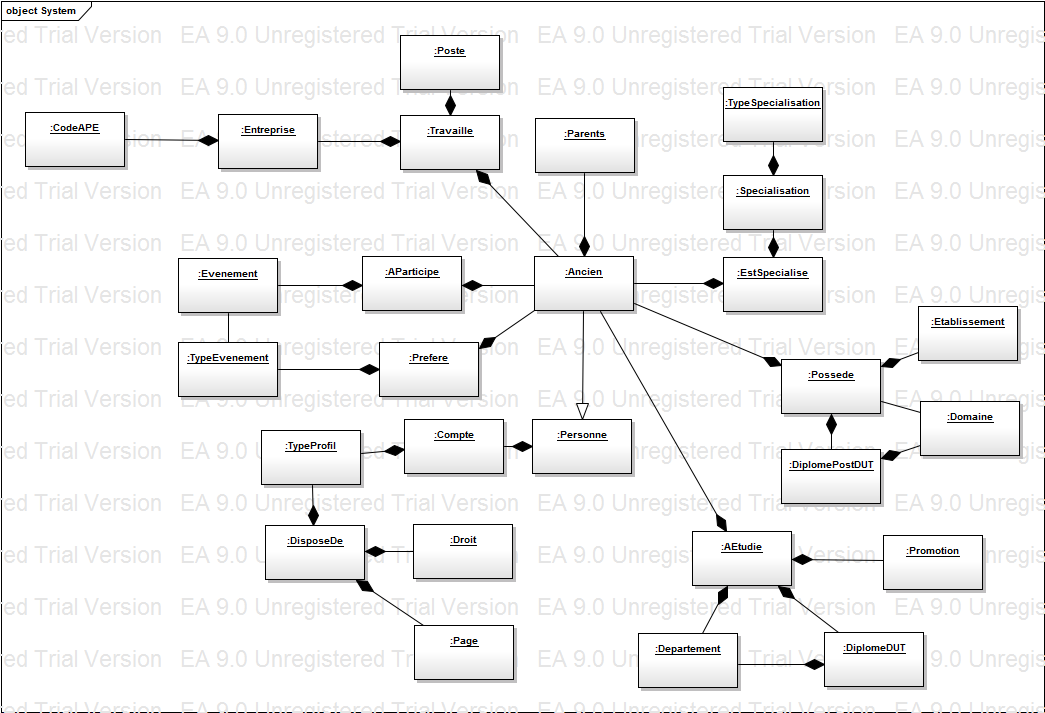 object System
:Poste
:TypeSpecialisation
:CodeAPE
:Entreprise
:Travaille
:Parents
:Specialisation
:Evenement
:AParticipe
:Ancien
:EstSpecialise
:Etablissement
:TypeEvenement
:Prefere
:Possede
:Domaine
:TypeProfil
:Compte
:Personne
:DiplomePostDUT
:DisposeDe
:Droit
:AEtudie
:Promotion
:Page
:Departement
:DiplomeDUT
EA 9.0 Unregistered Trial Version